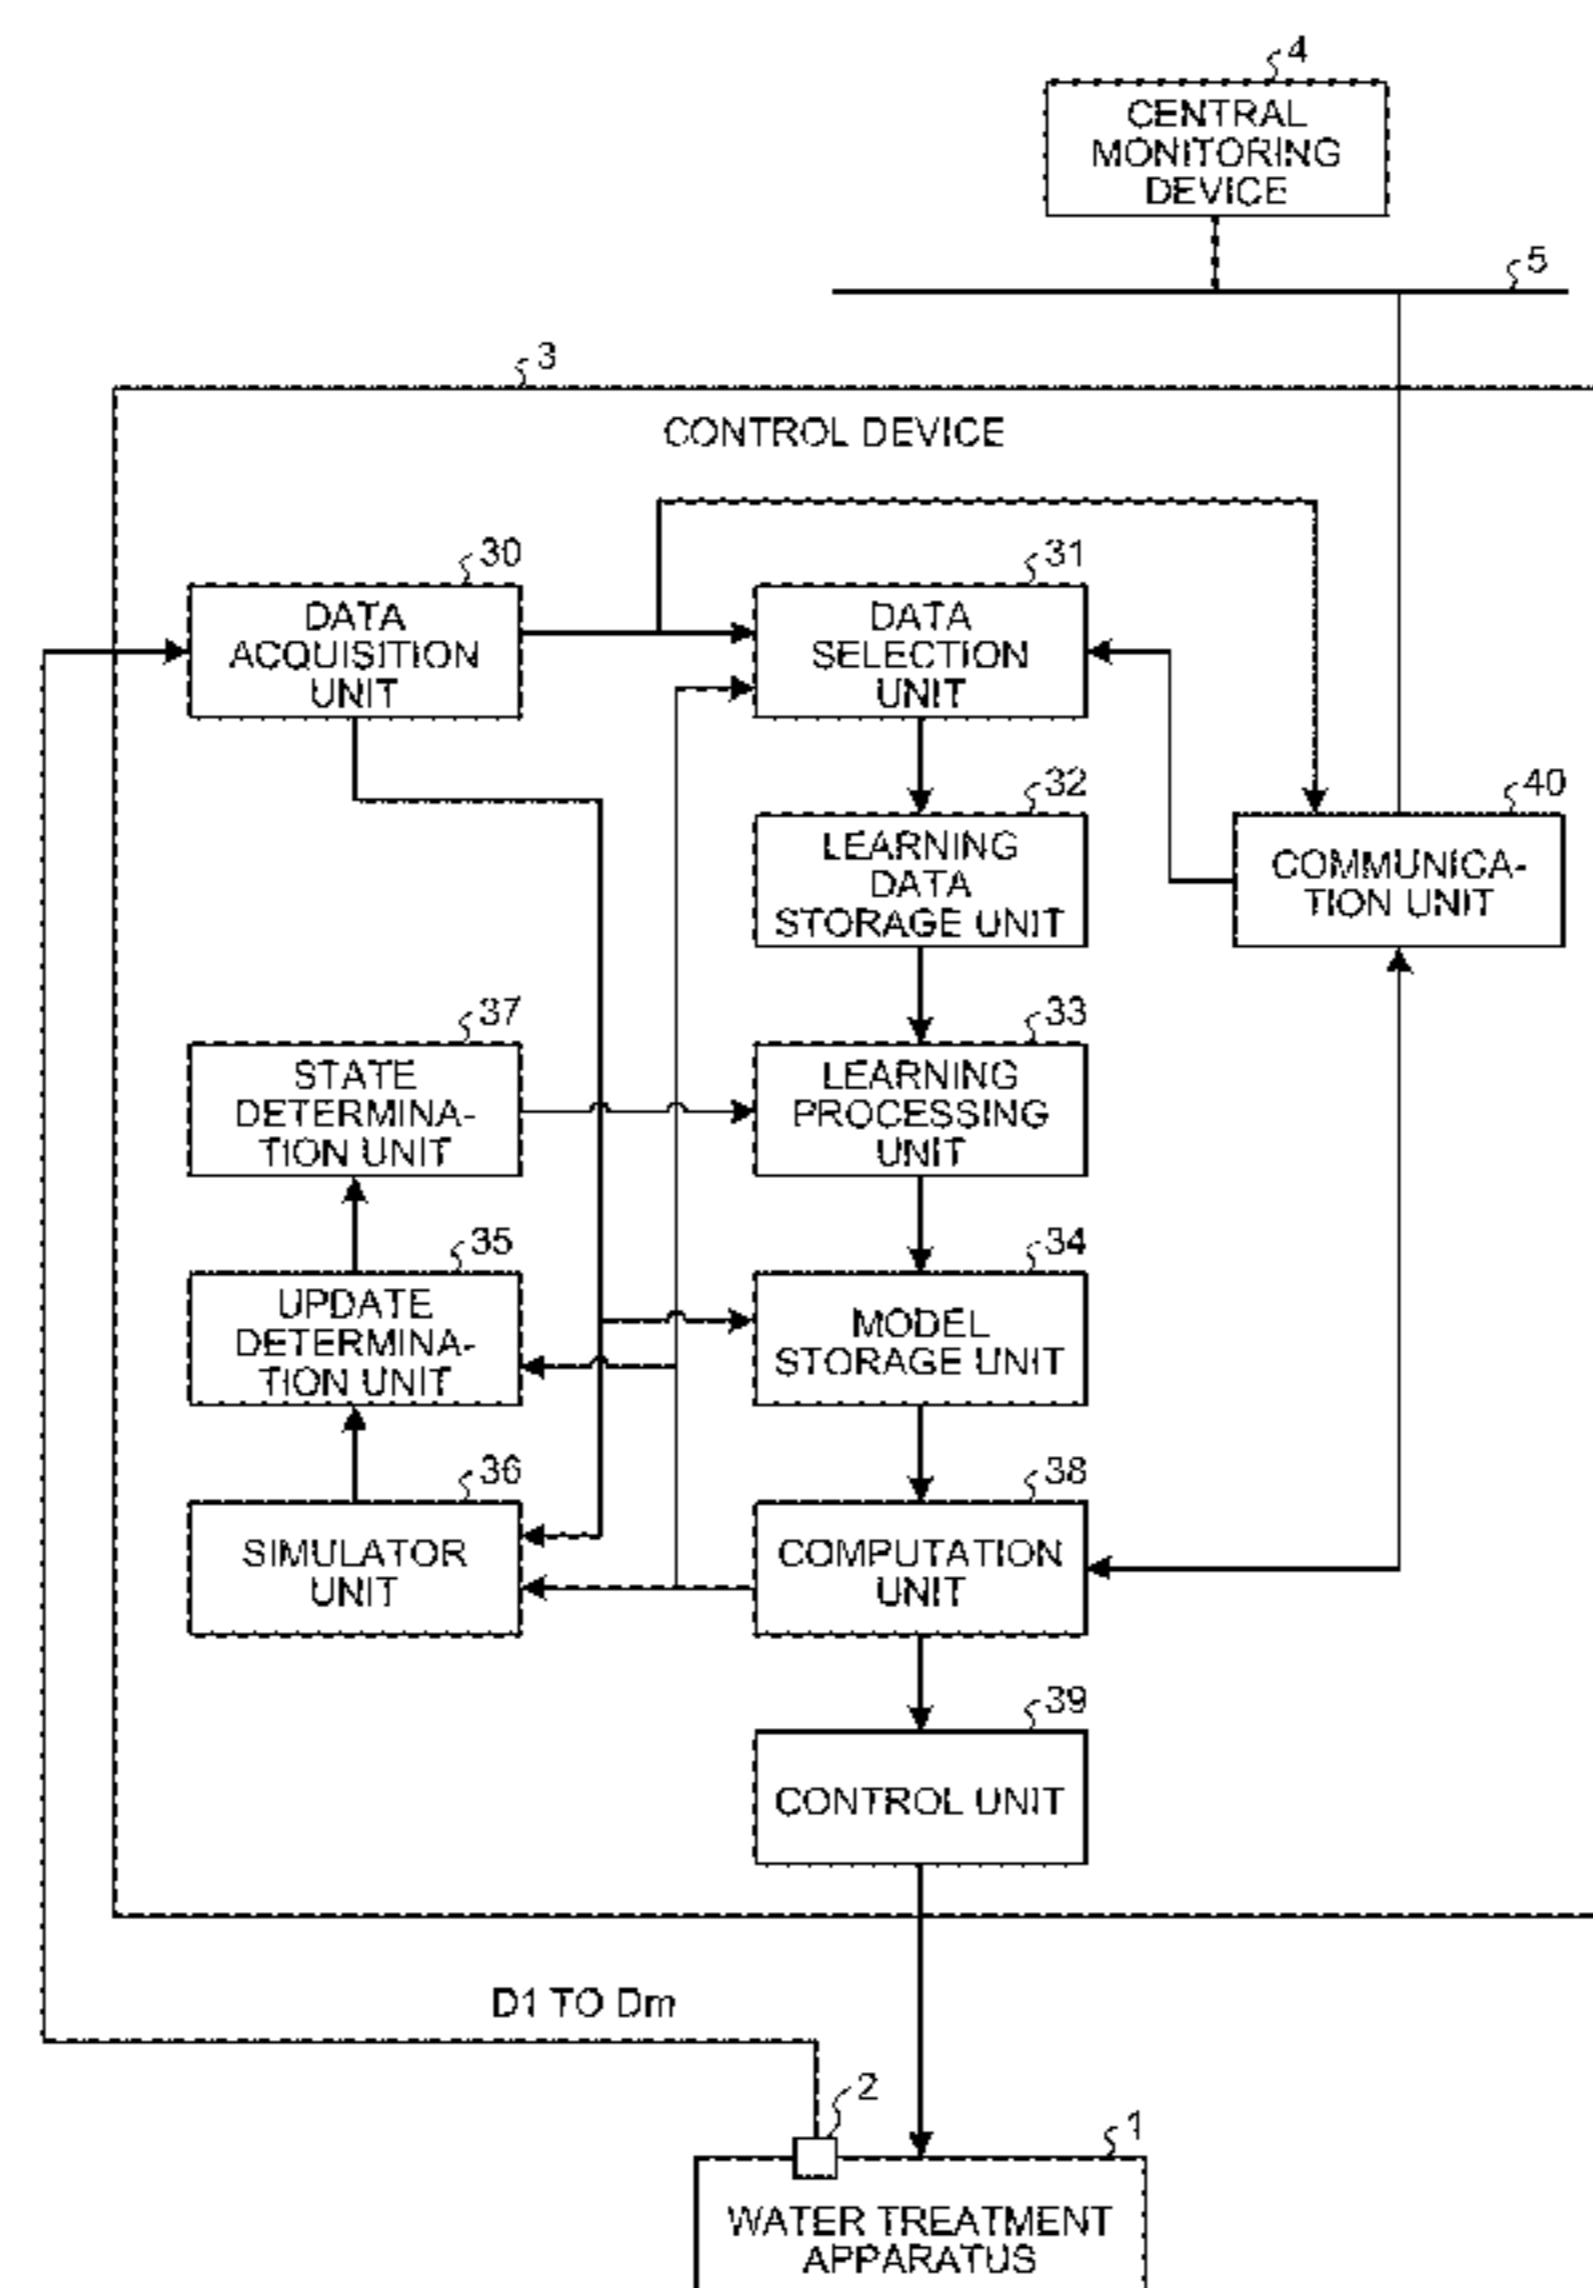 4
CENTRAL
MONITORING
DEVICE
5
3
CONTROL DEVICE
30
DATA
ACQUISITION
UNIT
31
DATA
SELECTION
UNIT
32
LEARNING
DATA
STORAGE UNIT
40
COMMUNICA-
TION UNIT
37
STATE
DETERMINA-
TION UNIT
33
LEARNING
PROCESSING
UNIT
35
UPDATE
DETERMINA-
TION UNIT
34
MODEL
STORAGE UNIT
36
SIMULATOR
UNIT
38
COMPUTATION
UNIT
39
CONTROL UNIT
D1 TO Dm
2
1
WATER TREATMENT
APPARATUS